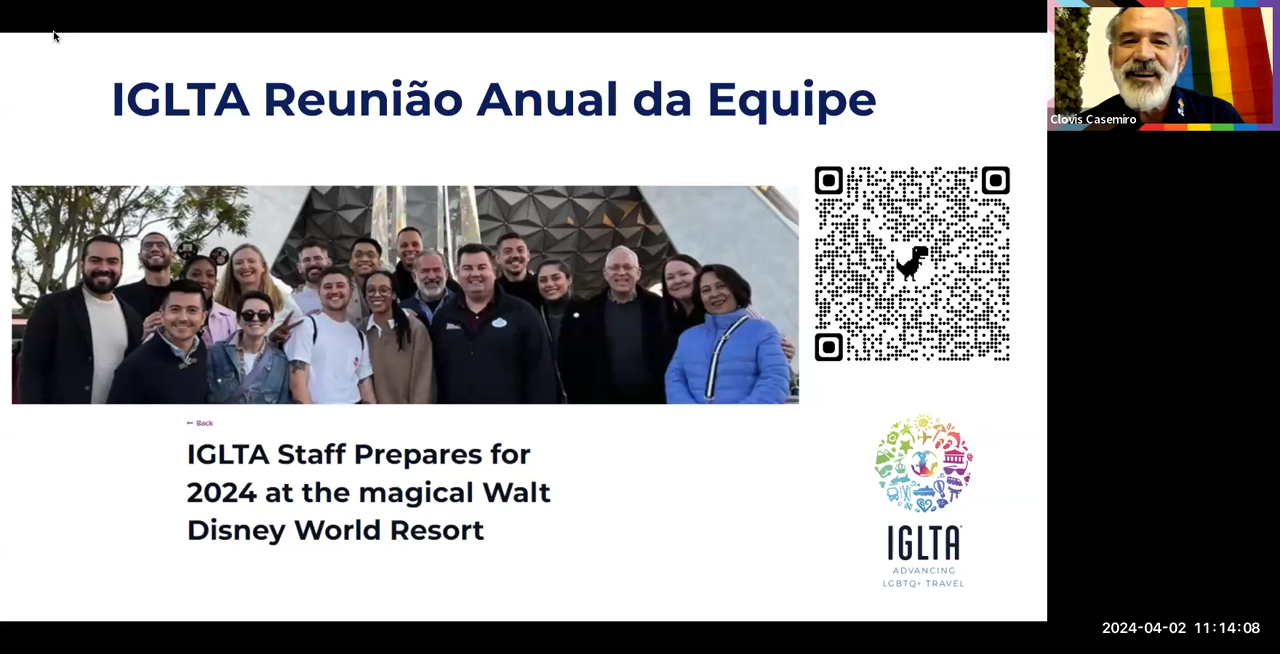 IGLTA Reunião Anual da Equipe
Clovis Casemiro
← Back
IGLTA Staff Prepares for
2024 at the magical Walt
Disney World Resort
IGLTA
ADVANCING
LGBTQ+ TRAVEL
2024-04-02 11:14:08